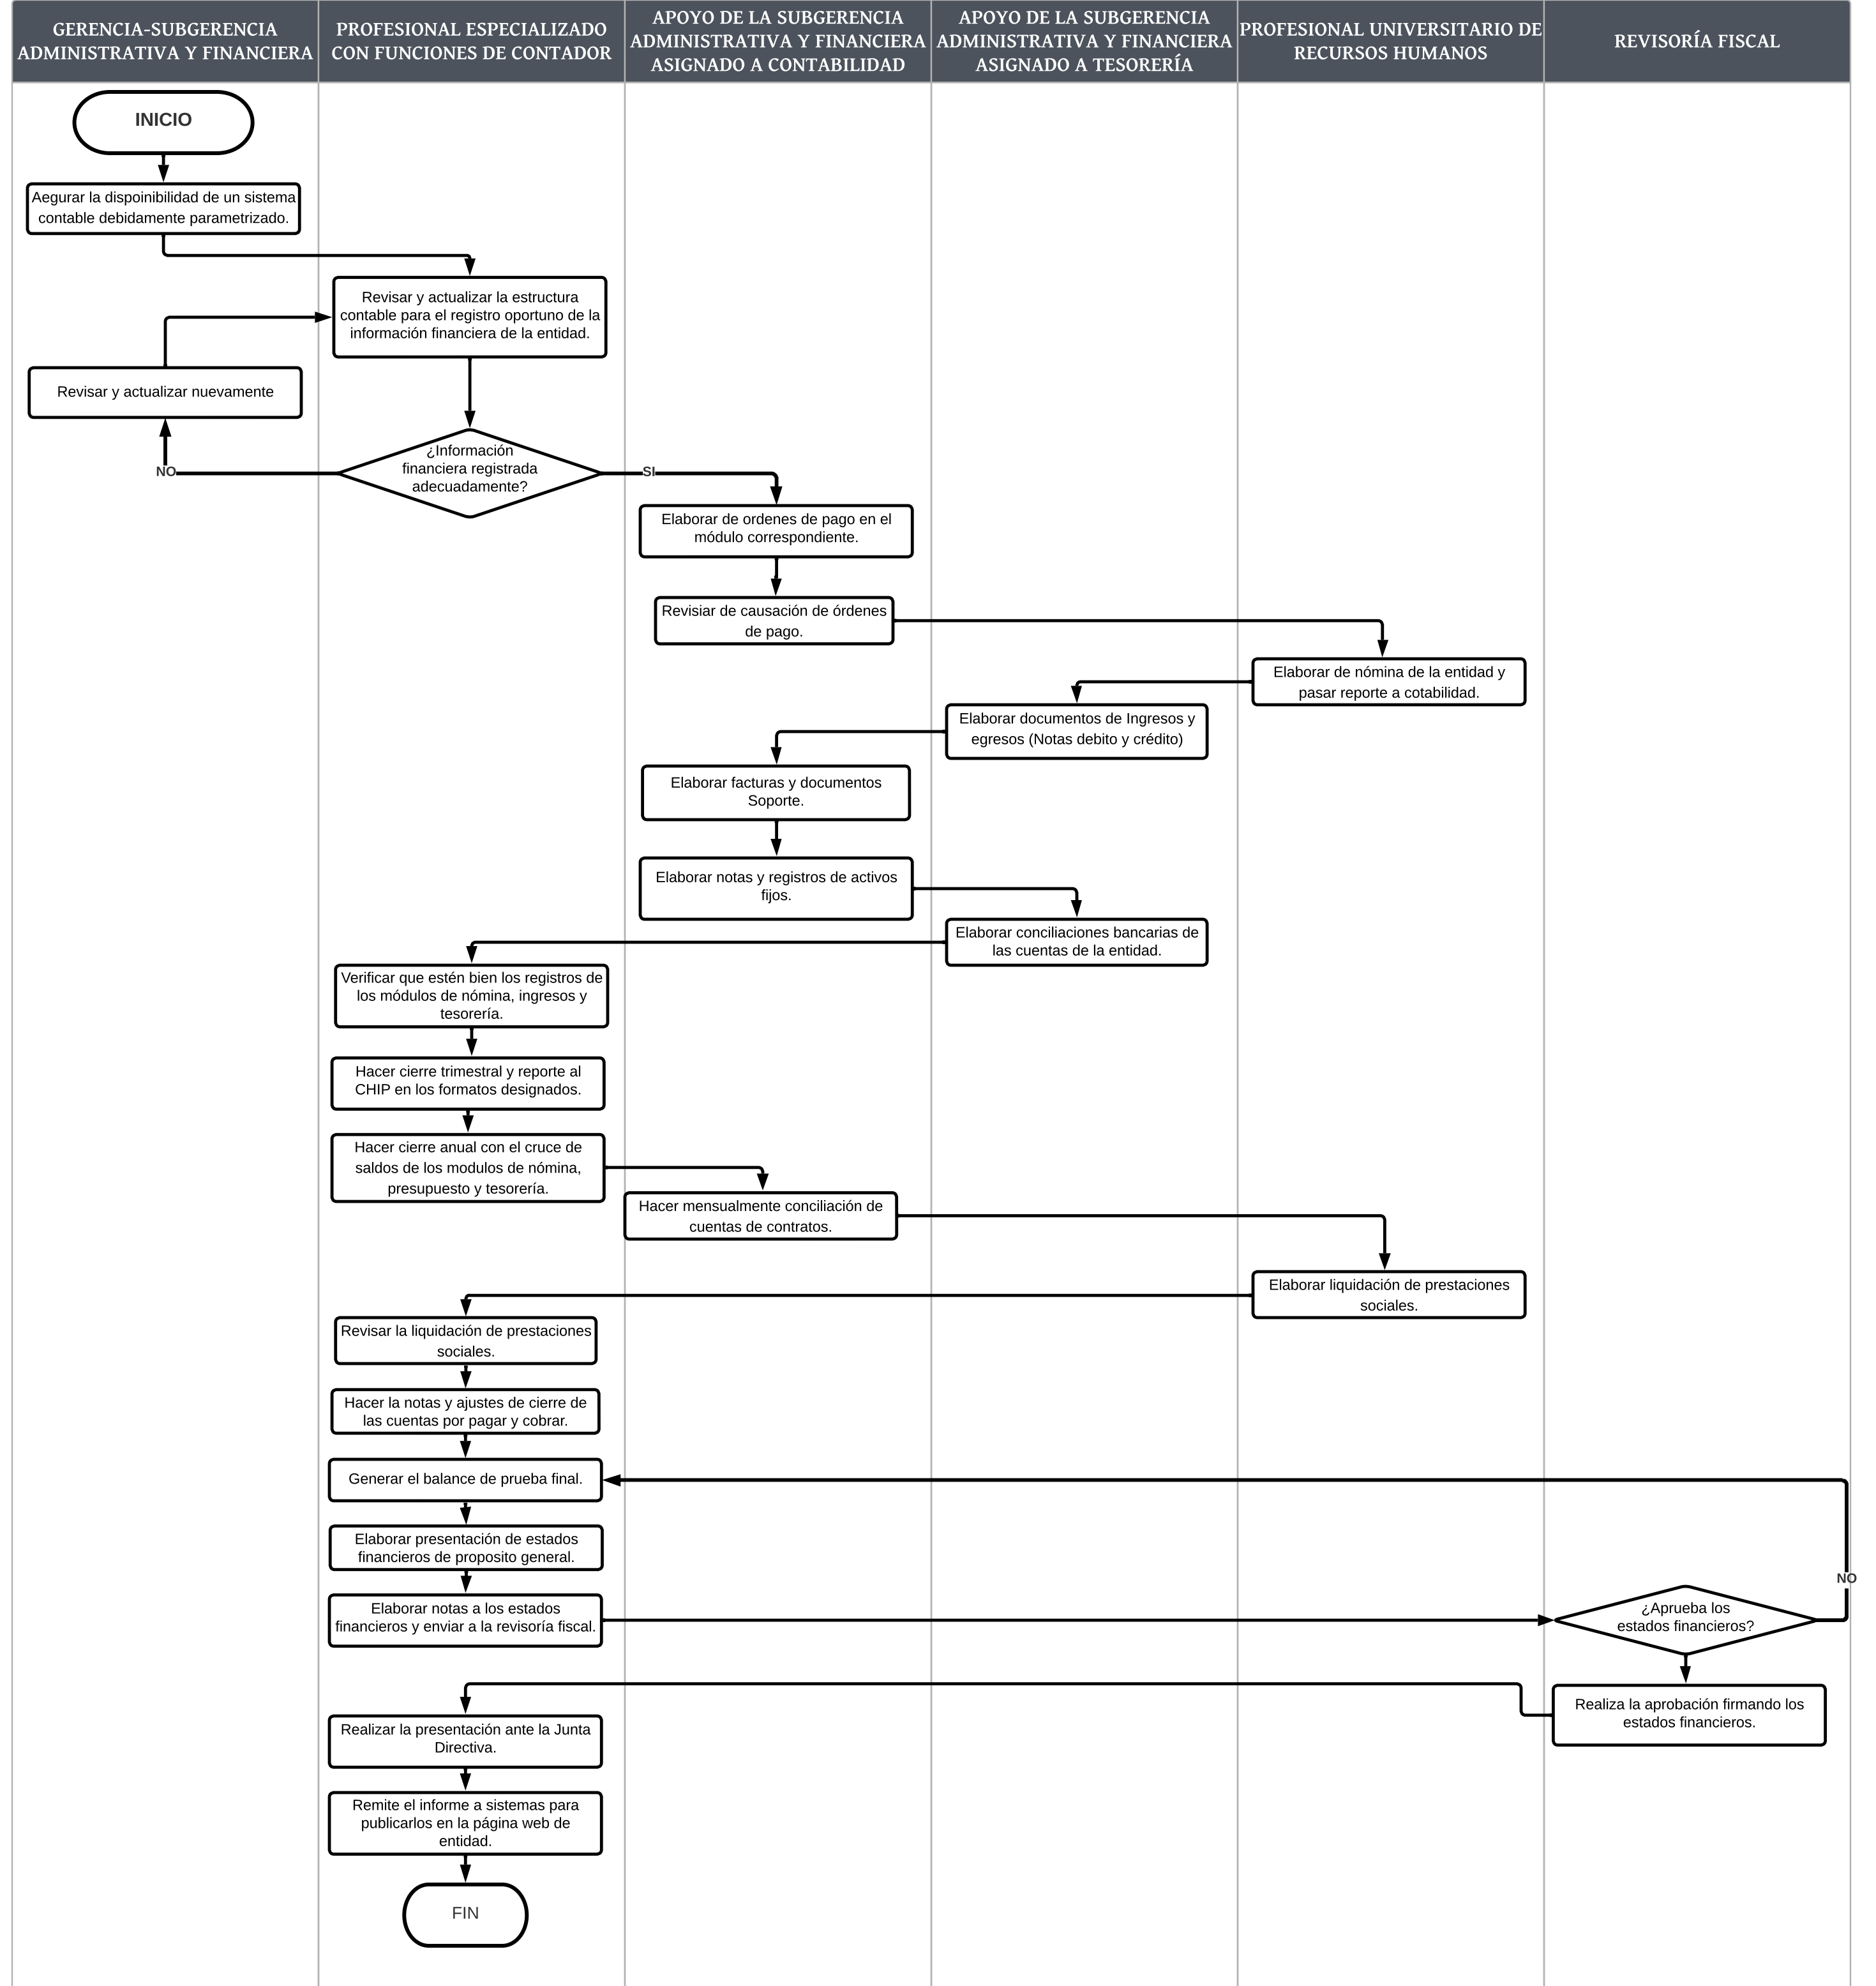 GERENCIA-SUBGERENCIA
ADMINISTRATIVA Y FINANCIERA
PROFESIONAL ESPECIALIZADO
CON FUNCIONES DE CONTADOR
APOYO DE LA SUBGERENCIA
ADMINISTRATIVA Y FINANCIERA
ASIGNADO A CONTABILIDAD
APOYO DE LA SUBGERENCIA
ADMINISTRATIVA Y FINANCIERA
ASIGNADO A TESORERÍA
PROFESIONAL UNIVERSITARIO DE
RECURSOS HUMANOS
REVISORÍA FISCAL
INICIO
Aegurar la dispoinibilidad de un sistema
contable debidamente parametrizado.
Revisar y actualizar la estructura
contable para el registro oportuno de la
información financiera de la entidad.
Revisar y actualizar nuevamente
¿Información
financiera registrada
adecuadamente?
NO
SI
Elaborar de ordenes de pago en el
módulo correspondiente.
Revisiar de causación de órdenes
de pago.
Elaborar de nómina de la entidad y
pasar reporte a cotabilidad.
Elaborar documentos de Ingresos y
egresos (Notas debito y crédito)
Elaborar facturas y documentos
Soporte.
Elaborar notas y registros de activos
fijos.
Elaborar conciliaciones bancarias de
las cuentas de la entidad.
Verificar que estén bien los registros de
los módulos de nómina, ingresos y
tesorería.
Hacer cierre trimestral y reporte al
CHIP en los formatos designados.
Hacer cierre anual con el cruce de
saldos de los modulos de nómina,
presupuesto y tesorería.
Hacer mensualmente conciliación de
cuentas de contratos.
Elaborar liquidación de prestaciones
sociales.
Revisar la liquidación de prestaciones
sociales.
Hacer la notas y ajustes de cierre de
las cuentas por pagar y cobrar.
Generar el balance de prueba final.
Elaborar presentación de estados
financieros de proposito general.
Elaborar notas a los estados
financieros y enviar a la revisoría fiscal.
NO
¿Aprueba los
estados financieros?
Realiza la aprobación firmando los
estados financieros.
Realizar la presentación ante la Junta
Directiva.
Remite el informe a sistemas para
publicarlos en la página web de
entidad.
FIN